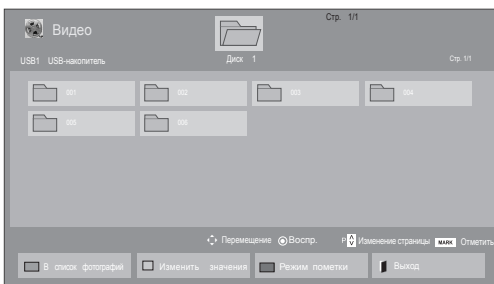 Стр. 1/1
Видео
USB1 USB-накопитель
Диск 1
Стр. 1/1
001 002 003 004
005 006
Перемещение Воспр. P Изменение страницы MARK Отметить
В список фотографий Изменить значения Режим пометки Выход